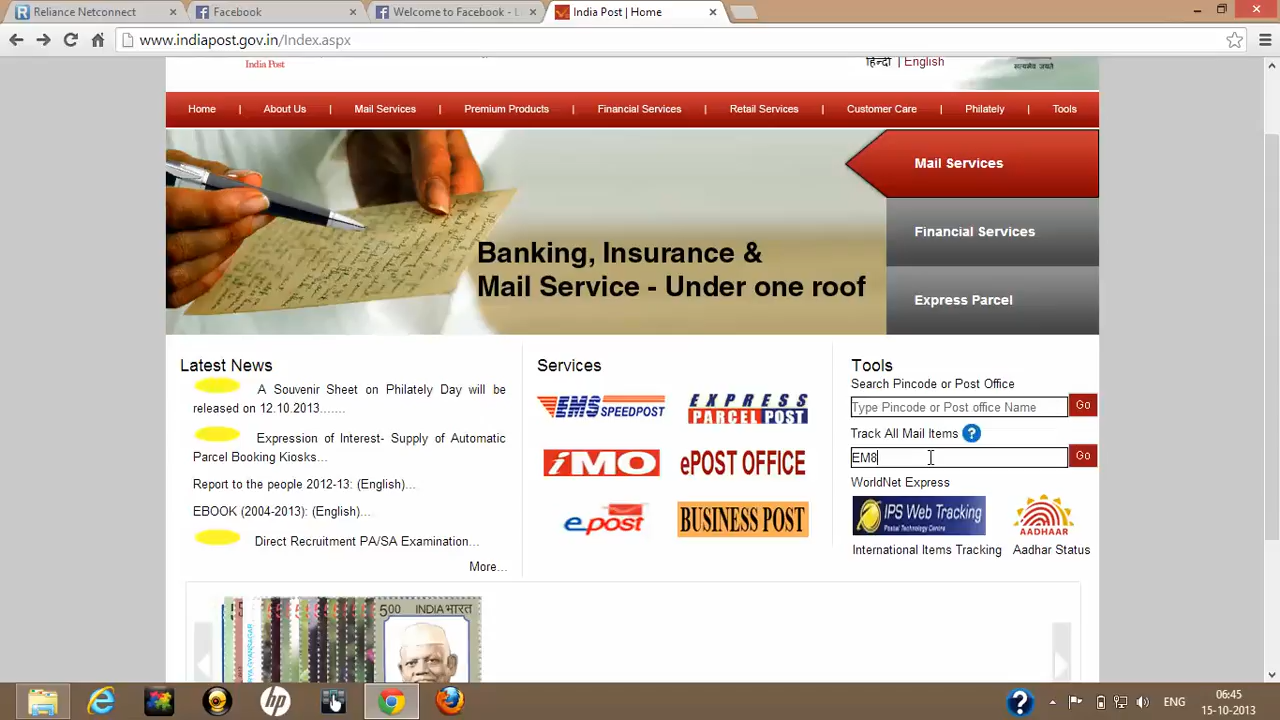 Reliance Netconnect
Facebook
Welcome to Facebook - L
India Post | Home
www.indiapost.gov.in/Index.aspx
India Post
हिन्दी | English
सत्यमेव जयते
Home | About Us | Mail Services | Premium Products | Financial Services | Retail Services | Customer Care | Philately | Tools
Mail Services
Financial Services
Express Parcel
Banking, Insurance &
Mail Service - Under one roof
Latest News
A Souvenir Sheet on Philately Day will be
released on 12.10.2013.......
Expression of Interest- Supply of Automatic
Parcel Booking Kiosks...
Report to the people 2012-13: (English)...
EBOOK (2004-2013): (English)...
Direct Recruitment PA/SA Examination...
More...
Services
EMS SPEEDPOST
EXPRESS
PARCEL POST
iMO
ePOST OFFICE
e post
BUSINESS POST
Tools
Search Pincode or Post Office
Type Pincode or Post office Name
Go
Track All Mail Items ?
EM8
Go
WorldNet Express
IPS Web Tracking
Postal Technology Centre
AADHAAR
International Items Tracking
Aadhar Status
5.00 INDIA भारत
hp
?
ENG
06:45
15-10-2013